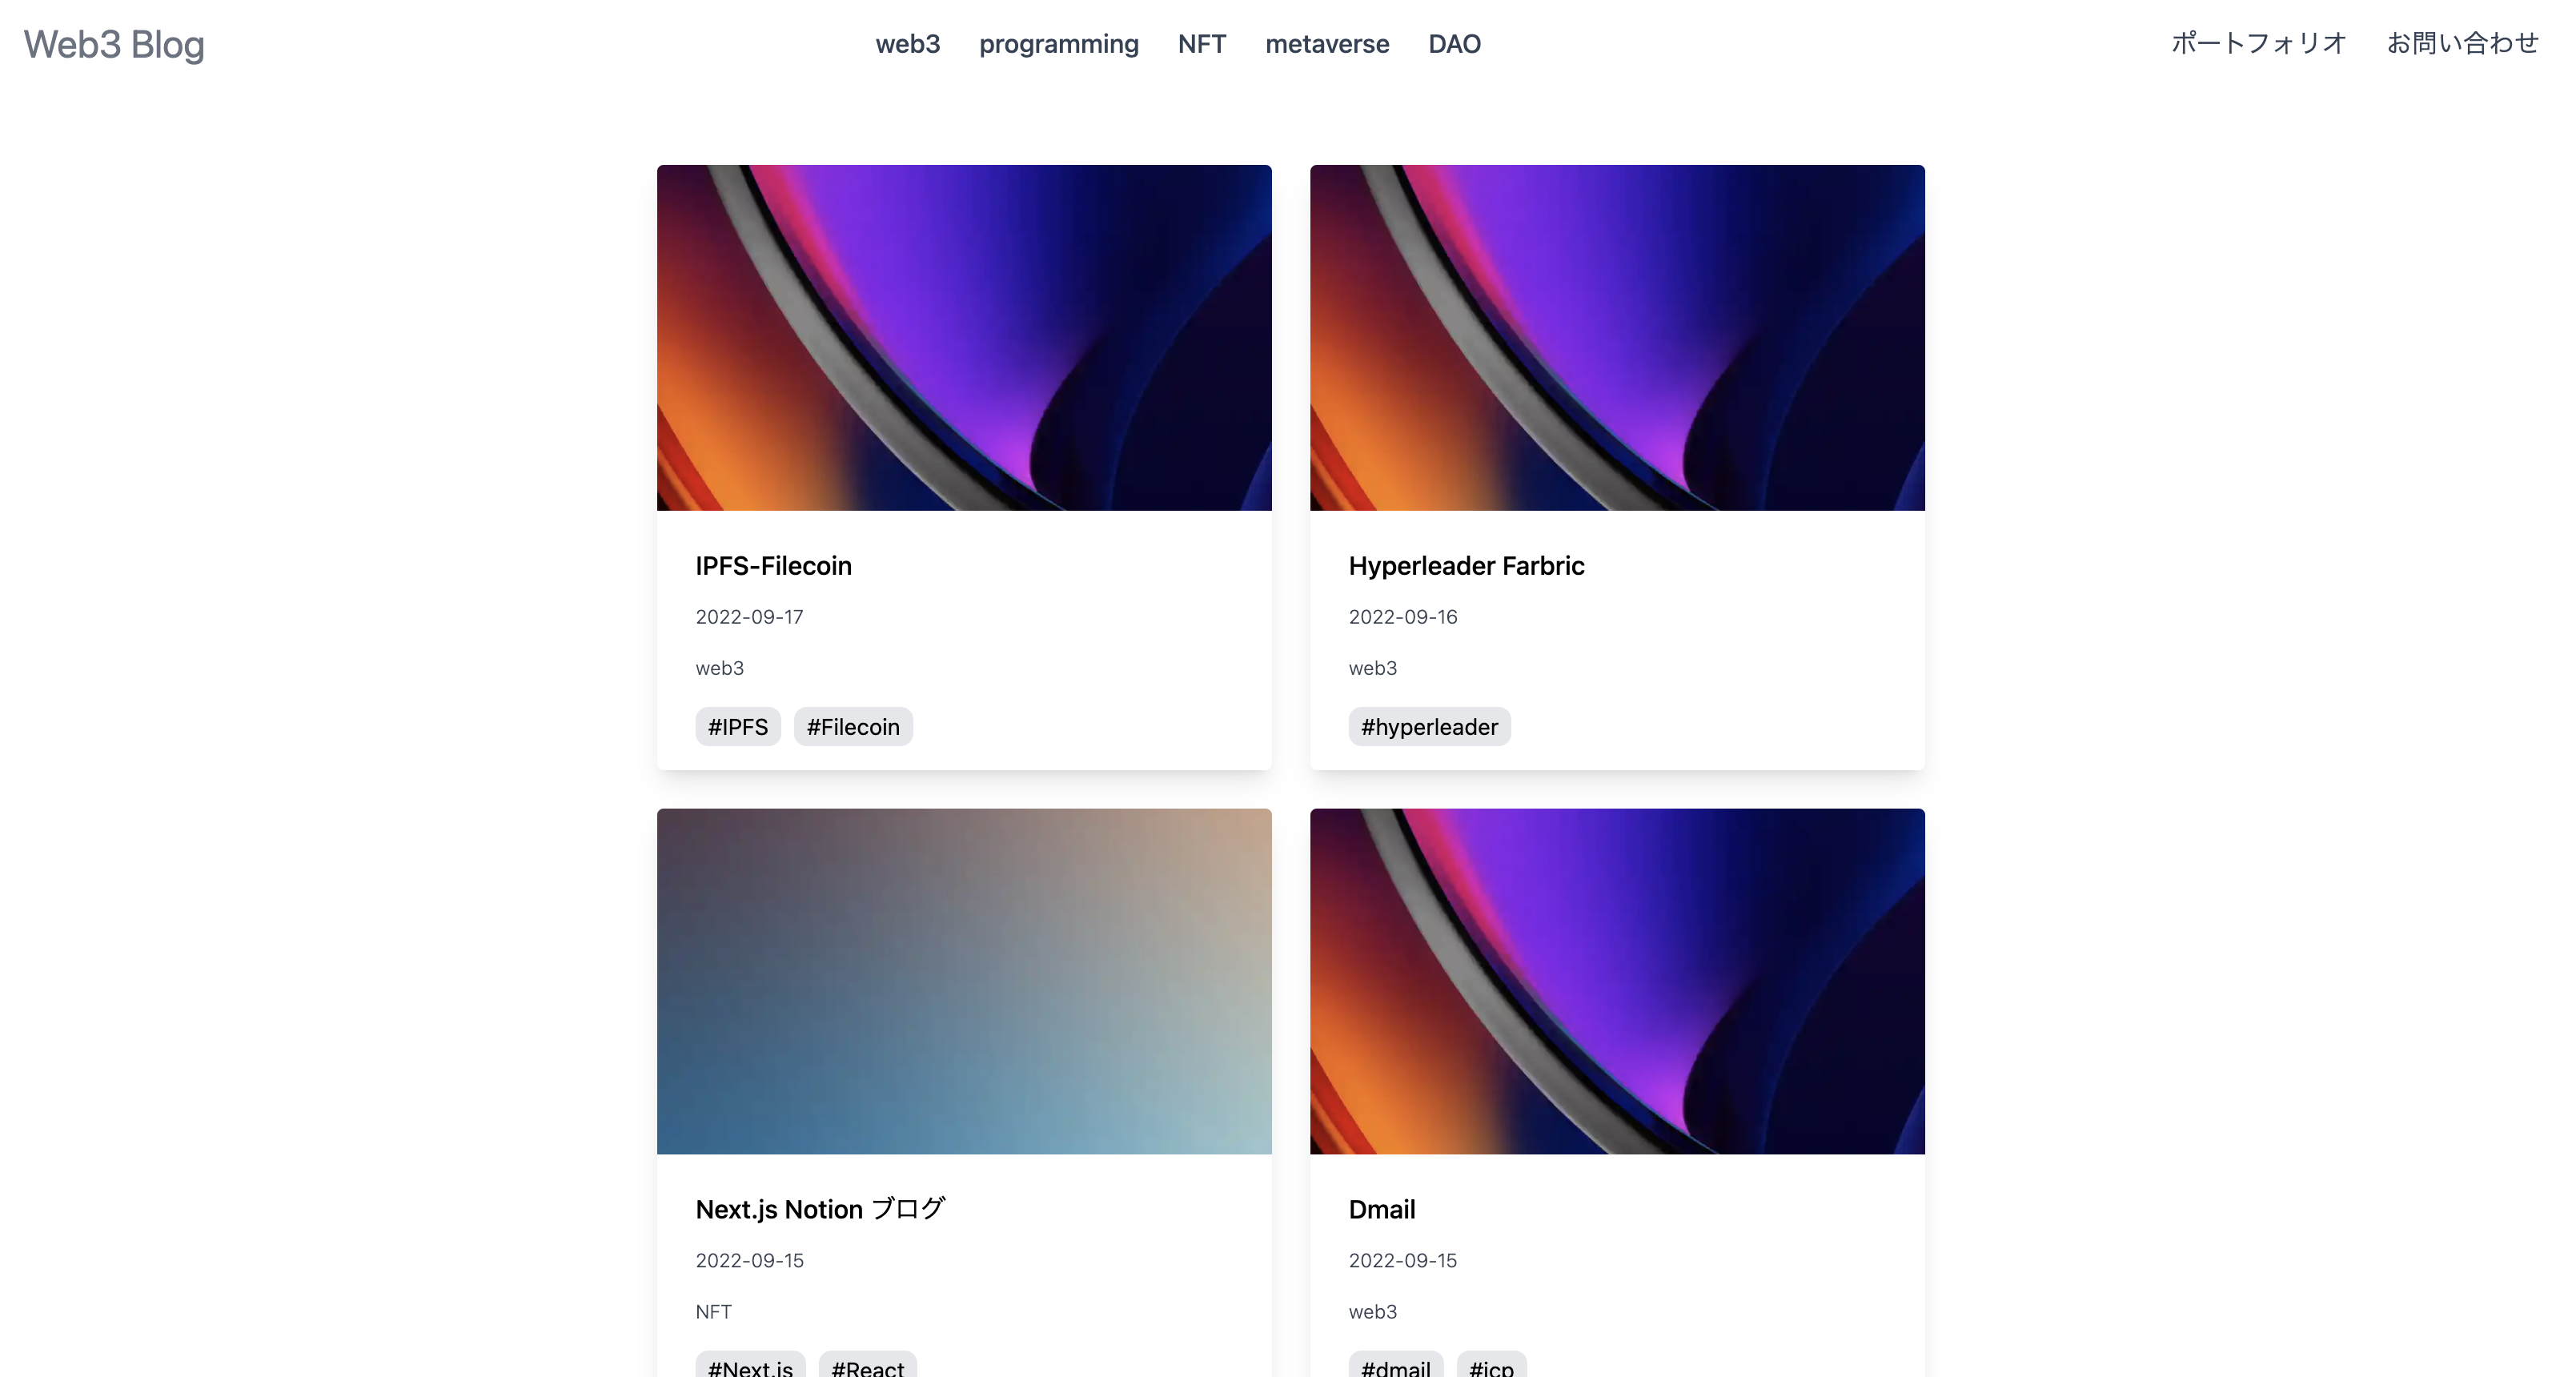 Web3 Blog
web3 programming NFT metaverse DAO
ポートフォリオ お問い合わせ
IPFS-Filecoin
2022-09-17
web3
#IPFS #Filecoin
Hyperleader Farbric
2022-09-16
web3
#hyperleader
Next.js Notion ブログ
2022-09-15
NFT
#Next.js #React
Dmail
2022-09-15
web3
#dmail #icp